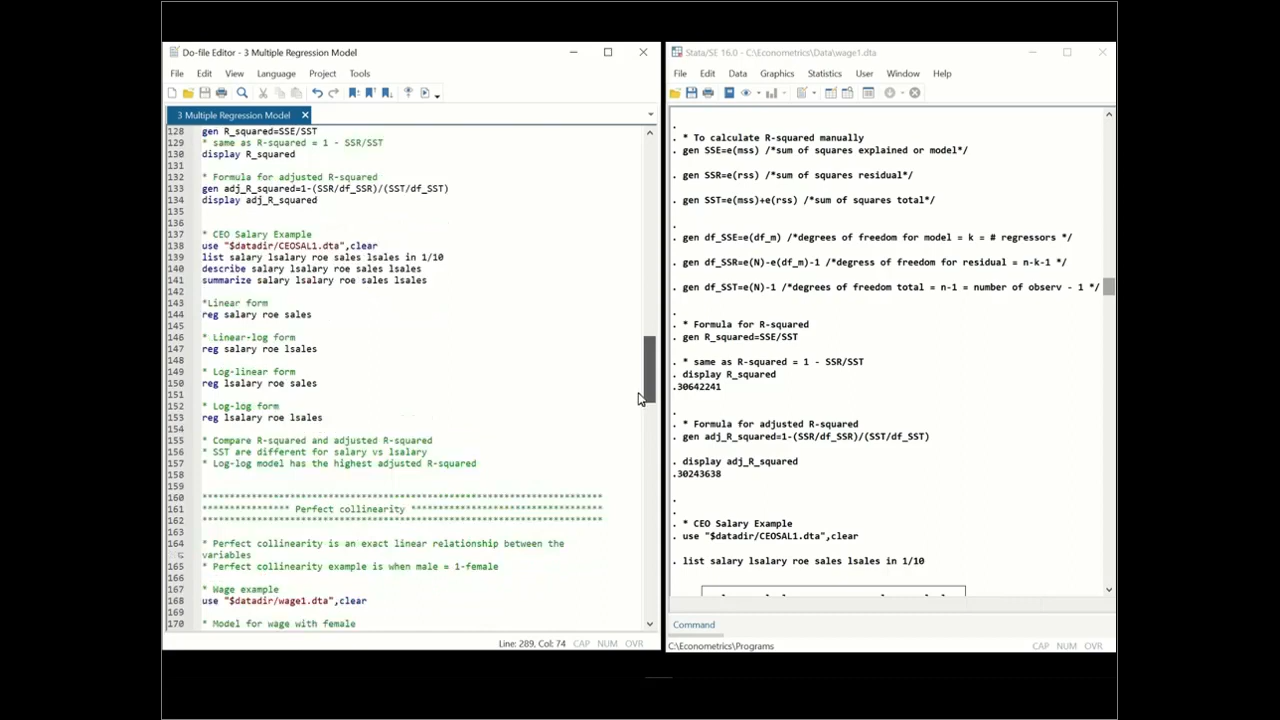 Do-file Editor - 3 Multiple Regression Model
File Edit View Language Project Tools
3 Multiple Regression Model
128 gen R_squared=SSE/SST
129 * same as R-squared = 1 - SSR/SST
130 display R_squared
131
132 * Formula for adjusted R-squared
133 gen adj_R_squared=1-(SSR/df_SSR)/(SST/df_SST)
134 display adj_R_squared
135
136
137 * CEO Salary Example
138 use "$datadir/CEOSAL1.dta",clear
139 list salary lsalary roe sales lsales in 1/10
140 describe salary lsalary roe sales lsales
141 summarize salary lsalary roe sales lsales
142
143 *Linear form
144 reg salary roe sales
145
146 * Linear-log form
147 reg salary roe lsales
148
149 * Log-linear form
150 reg lsalary roe sales
151
152 * Log-log form
153 reg lsalary roe lsales
154
155 * Compare R-squared and adjusted R-squared
156 * SST are different for salary vs lsalary
157 * Log-log model has the highest adjusted R-squared
158
159
160 *************************************************************************
161 **************** Perfect collinearity ***********************************
162 *************************************************************************
163
164 * Perfect collinearity is an exact linear relationship between the
variables
165 * Perfect collinearity example is when male = 1-female
166
167 * Wage example
168 use "$datadir/wage1.dta",clear
169
170 * Model for wage with female
Line: 289, Col: 74 CAP NUM OVR
Stata/SE 16.0 - C:\Econometrics\Data\wage1.dta
File Edit Data Graphics Statistics User Window Help
.
. * To calculate R-squared manually
. gen SSE=e(mss) /*sum of squares explained or model*/
. gen SSR=e(rss) /*sum of squares residual*/
. gen SST=e(mss)+e(rss) /*sum of squares total*/
.
. gen df_SSE=e(df_m) /*degrees of freedom for model = k = # regressors */
. gen df_SSR=e(N)-e(df_m)-1 /*degress of freedom for residual = n-k-1 */
. gen df_SST=e(N)-1 /*degrees of freedom total = n-1 = number of observ - 1 */
.
. * Formula for R-squared
. gen R_squared=SSE/SST
. * same as R-squared = 1 - SSR/SST
. display R_squared
.30642241
.
. * Formula for adjusted R-squared
. gen adj_R_squared=1-(SSR/df_SSR)/(SST/df_SST)
. display adj_R_squared
.30243638
.
.
. * CEO Salary Example
. use "$datadir/CEOSAL1.dta",clear
. list salary lsalary roe sales lsales in 1/10
Command
C:\Econometrics\Programs CAP NUM OVR